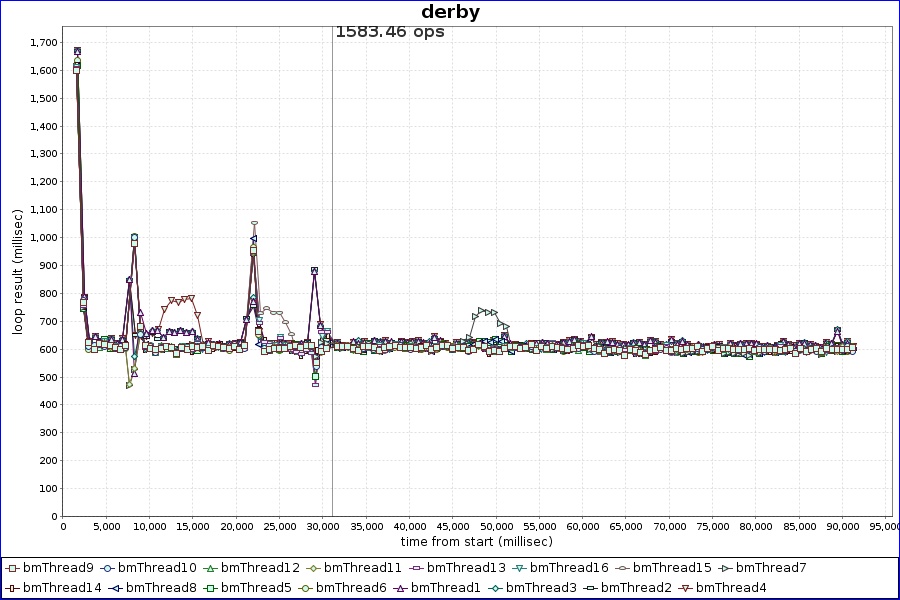 derby
1583.46 ops
loop result (millisec)
1,700
1,600
1,500
1,400
1,300
1,200
1,100
1,000
900
800
700
600
500
400
300
200
100
0
0 5,000 10,000 15,000 20,000 25,000 30,000 35,000 40,000 45,000 50,000 55,000 60,000 65,000 70,000 75,000 80,000 85,000 90,000 95,000
time from start (millisec)
bmThread9 bmThread10 bmThread12 bmThread11 bmThread13 bmThread16 bmThread15 bmThread7
bmThread14 bmThread8 bmThread5 bmThread6 bmThread1 bmThread3 bmThread2 bmThread4